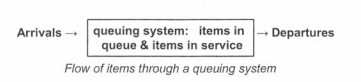 Arrivals → queuing system: items in → Departures
queue & items in service
Flow of items through a queuing system